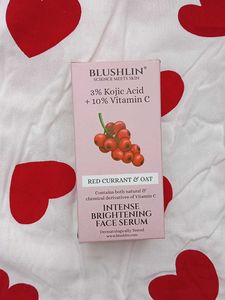 BLUSHLIN®
SCIENCE MEETS SKIN
3% Kojic Acid
+ 10% Vitamin C
RED CURRANT & OAT
Contains both natural &
chemical derivatives of Vitamin C
INTENSE
BRIGHTENING
FACE SERUM
Dermatologically Tested
www.blushlin.com